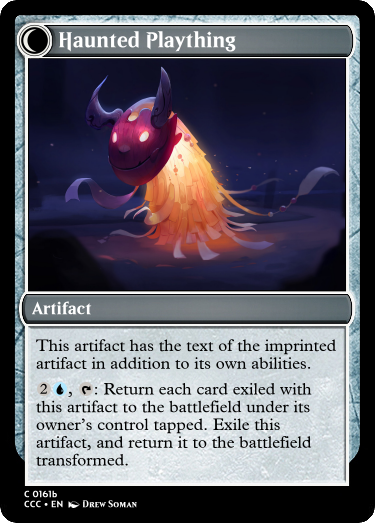 Haunted Plaything
Artifact
This artifact has the text of the imprinted
artifact in addition to its own abilities.
2 , : Return each card exiled with
this artifact to the battlefield under its
owner's control tapped. Exile this
artifact, and return it to the battlefield
transformed.
C 0161b
CCC • EN Drew Soman